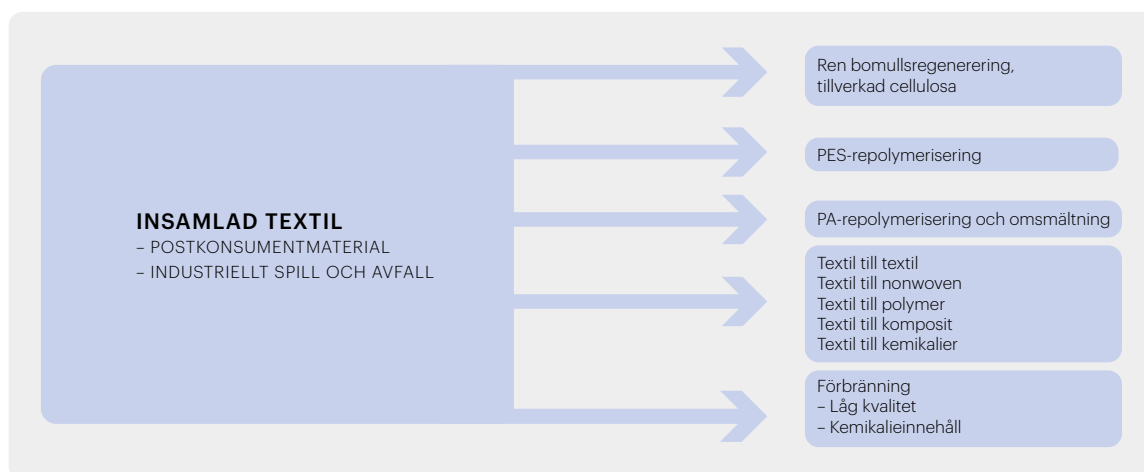 INSAMLAD TEXTIL
– POSTKONSUMENTMATERIAL
– INDUSTRIELLT SPILL OCH AVFALL
Ren bomullsregenerering,
tillverkad cellulosa
PES-repolymerisering
PA-repolymerisering och omsmältning
Textil till textil
Textil till nonwoven
Textil till polymer
Textil till komposit
Textil till kemikalier
Förbränning
– Låg kvalitet
– Kemikalieinnehåll